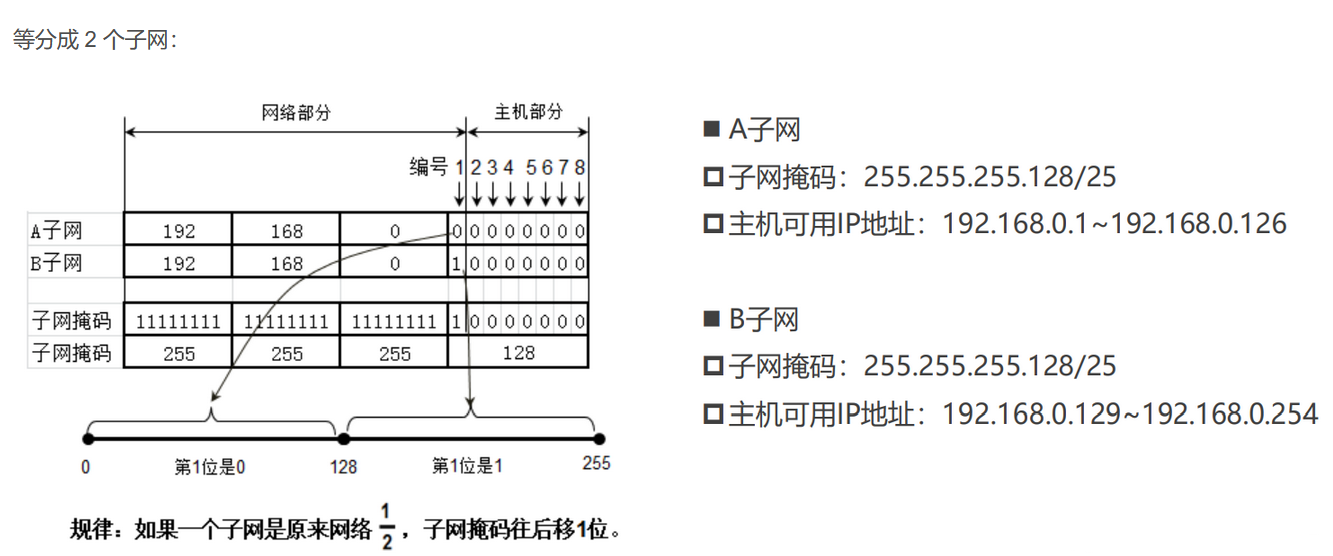 等分成 2 个子网：
网络部分 主机部分
编号 1 2 3 4 5 6 7 8
A子网 192 168 0 0 0 0 0 0 0 0 0
B子网 192 168 0 1 0 0 0 0 0 0 0
子网掩码 11111111 11111111 11111111 1 0 0 0 0 0 0 0
子网掩码 255 255 255 128
0 第1位是0 128 第1位是1 255
规律：如果一个子网是原来网络 1/2 ，子网掩码往后移1位。
■ A子网
子网掩码：255.255.255.128/25
主机可用IP地址：192.168.0.1~192.168.0.126
■ B子网
子网掩码：255.255.255.128/25
主机可用IP地址：192.168.0.129~192.168.0.254